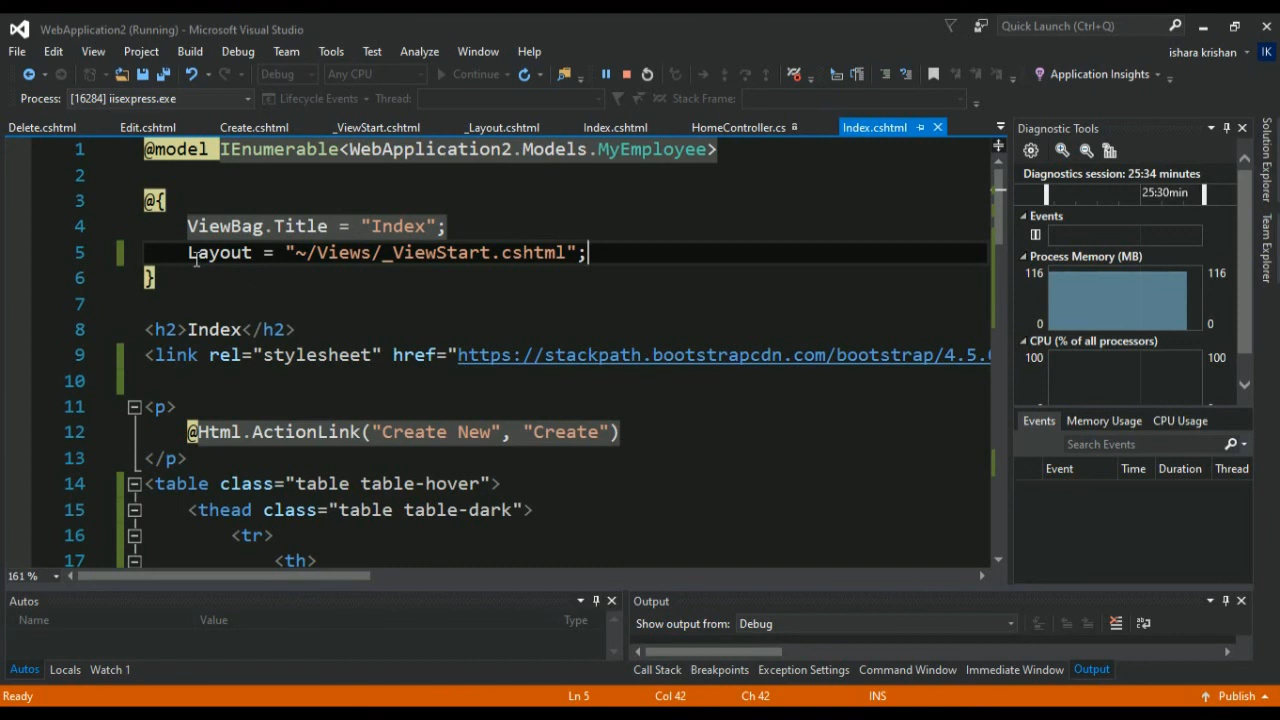 WebApplication2 (Running) - Microsoft Visual Studio
Quick Launch (Ctrl+Q)
File Edit View Project Build Debug Team Tools Test Analyze Window Help
ishara krishan IK
Debug Any CPU Continue Application Insights
Process: [16284] iisexpress.exe Lifecycle Events Thread: Stack Frame:
Delete.cshtml Edit.cshtml Create.cshtml _ViewStart.cshtml _Layout.cshtml Index.cshtml HomeController.cs Index.cshtml
1 @model IEnumerable<WebApplication2.Models.MyEmployee>
2
3 @{
4 ViewBag.Title = "Index";
5 Layout = "~/Views/_ViewStart.cshtml";
6 }
7
8 <h2>Index</h2>
9 <link rel="stylesheet" href="https://stackpath.bootstrapcdn.com/bootstrap/4.5.
10
11 <p>
12 @Html.ActionLink("Create New", "Create")
13 </p>
14 <table class="table table-hover">
15 <thead class="table table-dark">
16 <tr>
17 <th>
161 %
Diagnostic Tools
Diagnostics session: 25:34 minutes
25:30min
Events
Process Memory (MB)
116 116
0 0
CPU (% of all processors)
100 100
Events Memory Usage CPU Usage
Search Events
Event Time Duration Thread
Solution Explorer
Team Explorer
Autos
Name Value Type
Autos Locals Watch 1
Output
Show output from: Debug
Call Stack Breakpoints Exception Settings Command Window Immediate Window Output
Ready Ln 5 Col 42 Ch 42 INS Publish